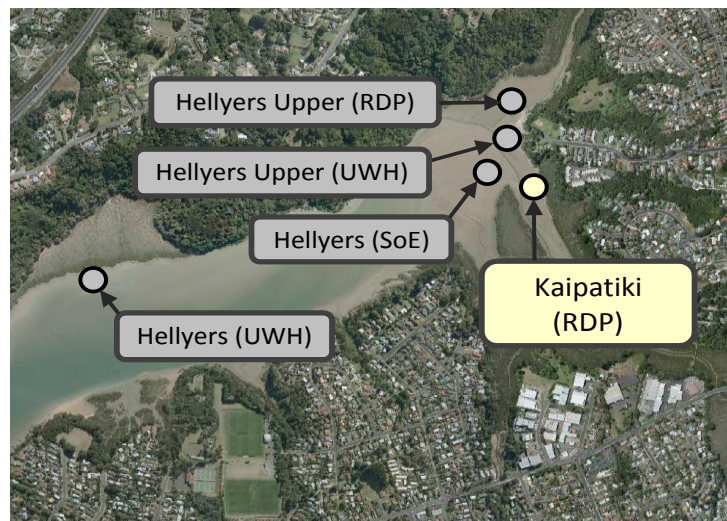 Hellyers Upper (RDP)
Hellyers Upper (UWH)
Hellyers (SoE)
Kaipatiki
(RDP)
Hellyers (UWH)